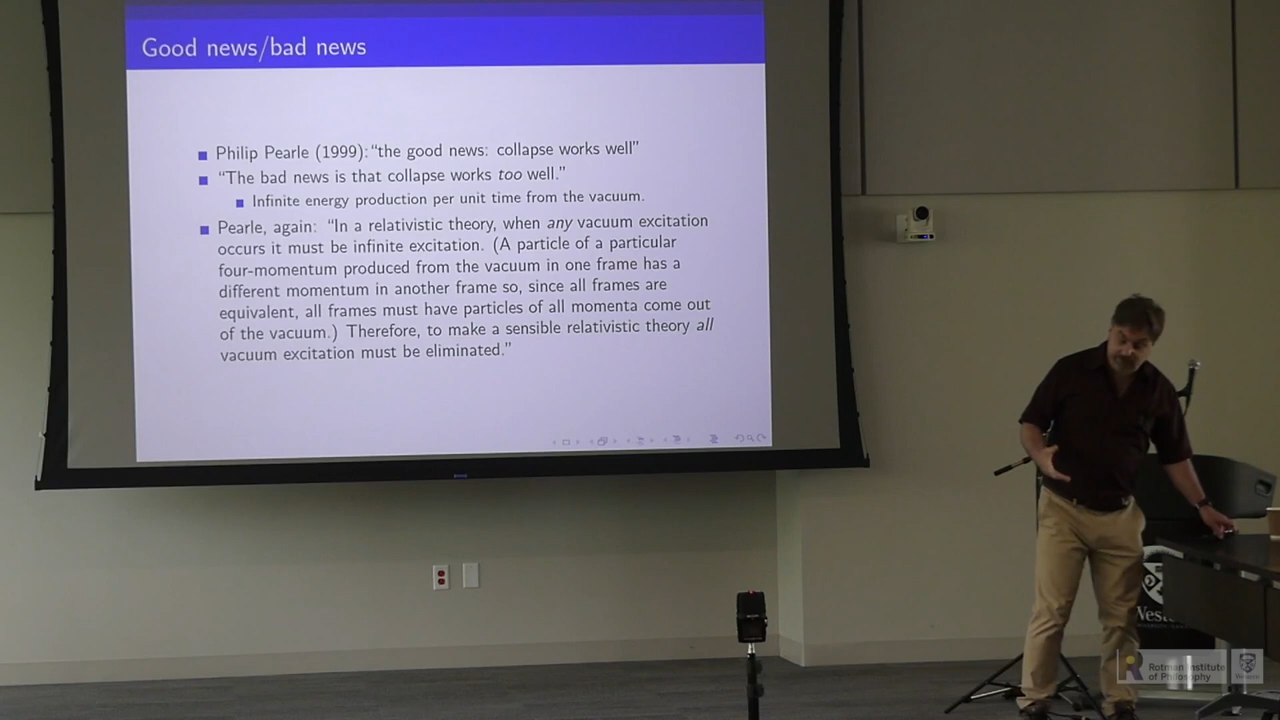 Good news/bad news
Philip Pearle (1999):“the good news: collapse works well”
“The bad news is that collapse works too well.”
Infinite energy production per unit time from the vacuum.
Pearle, again: “In a relativistic theory, when any vacuum excitation
occurs it must be infinite excitation. (A particle of a particular
four-momentum produced from the vacuum in one frame has a
different momentum in another frame so, since all frames are
equivalent, all frames must have particles of all momenta come out
of the vacuum.) Therefore, to make a sensible relativistic theory all
vacuum excitation must be eliminated.”
Rotman Institute
of Philosophy